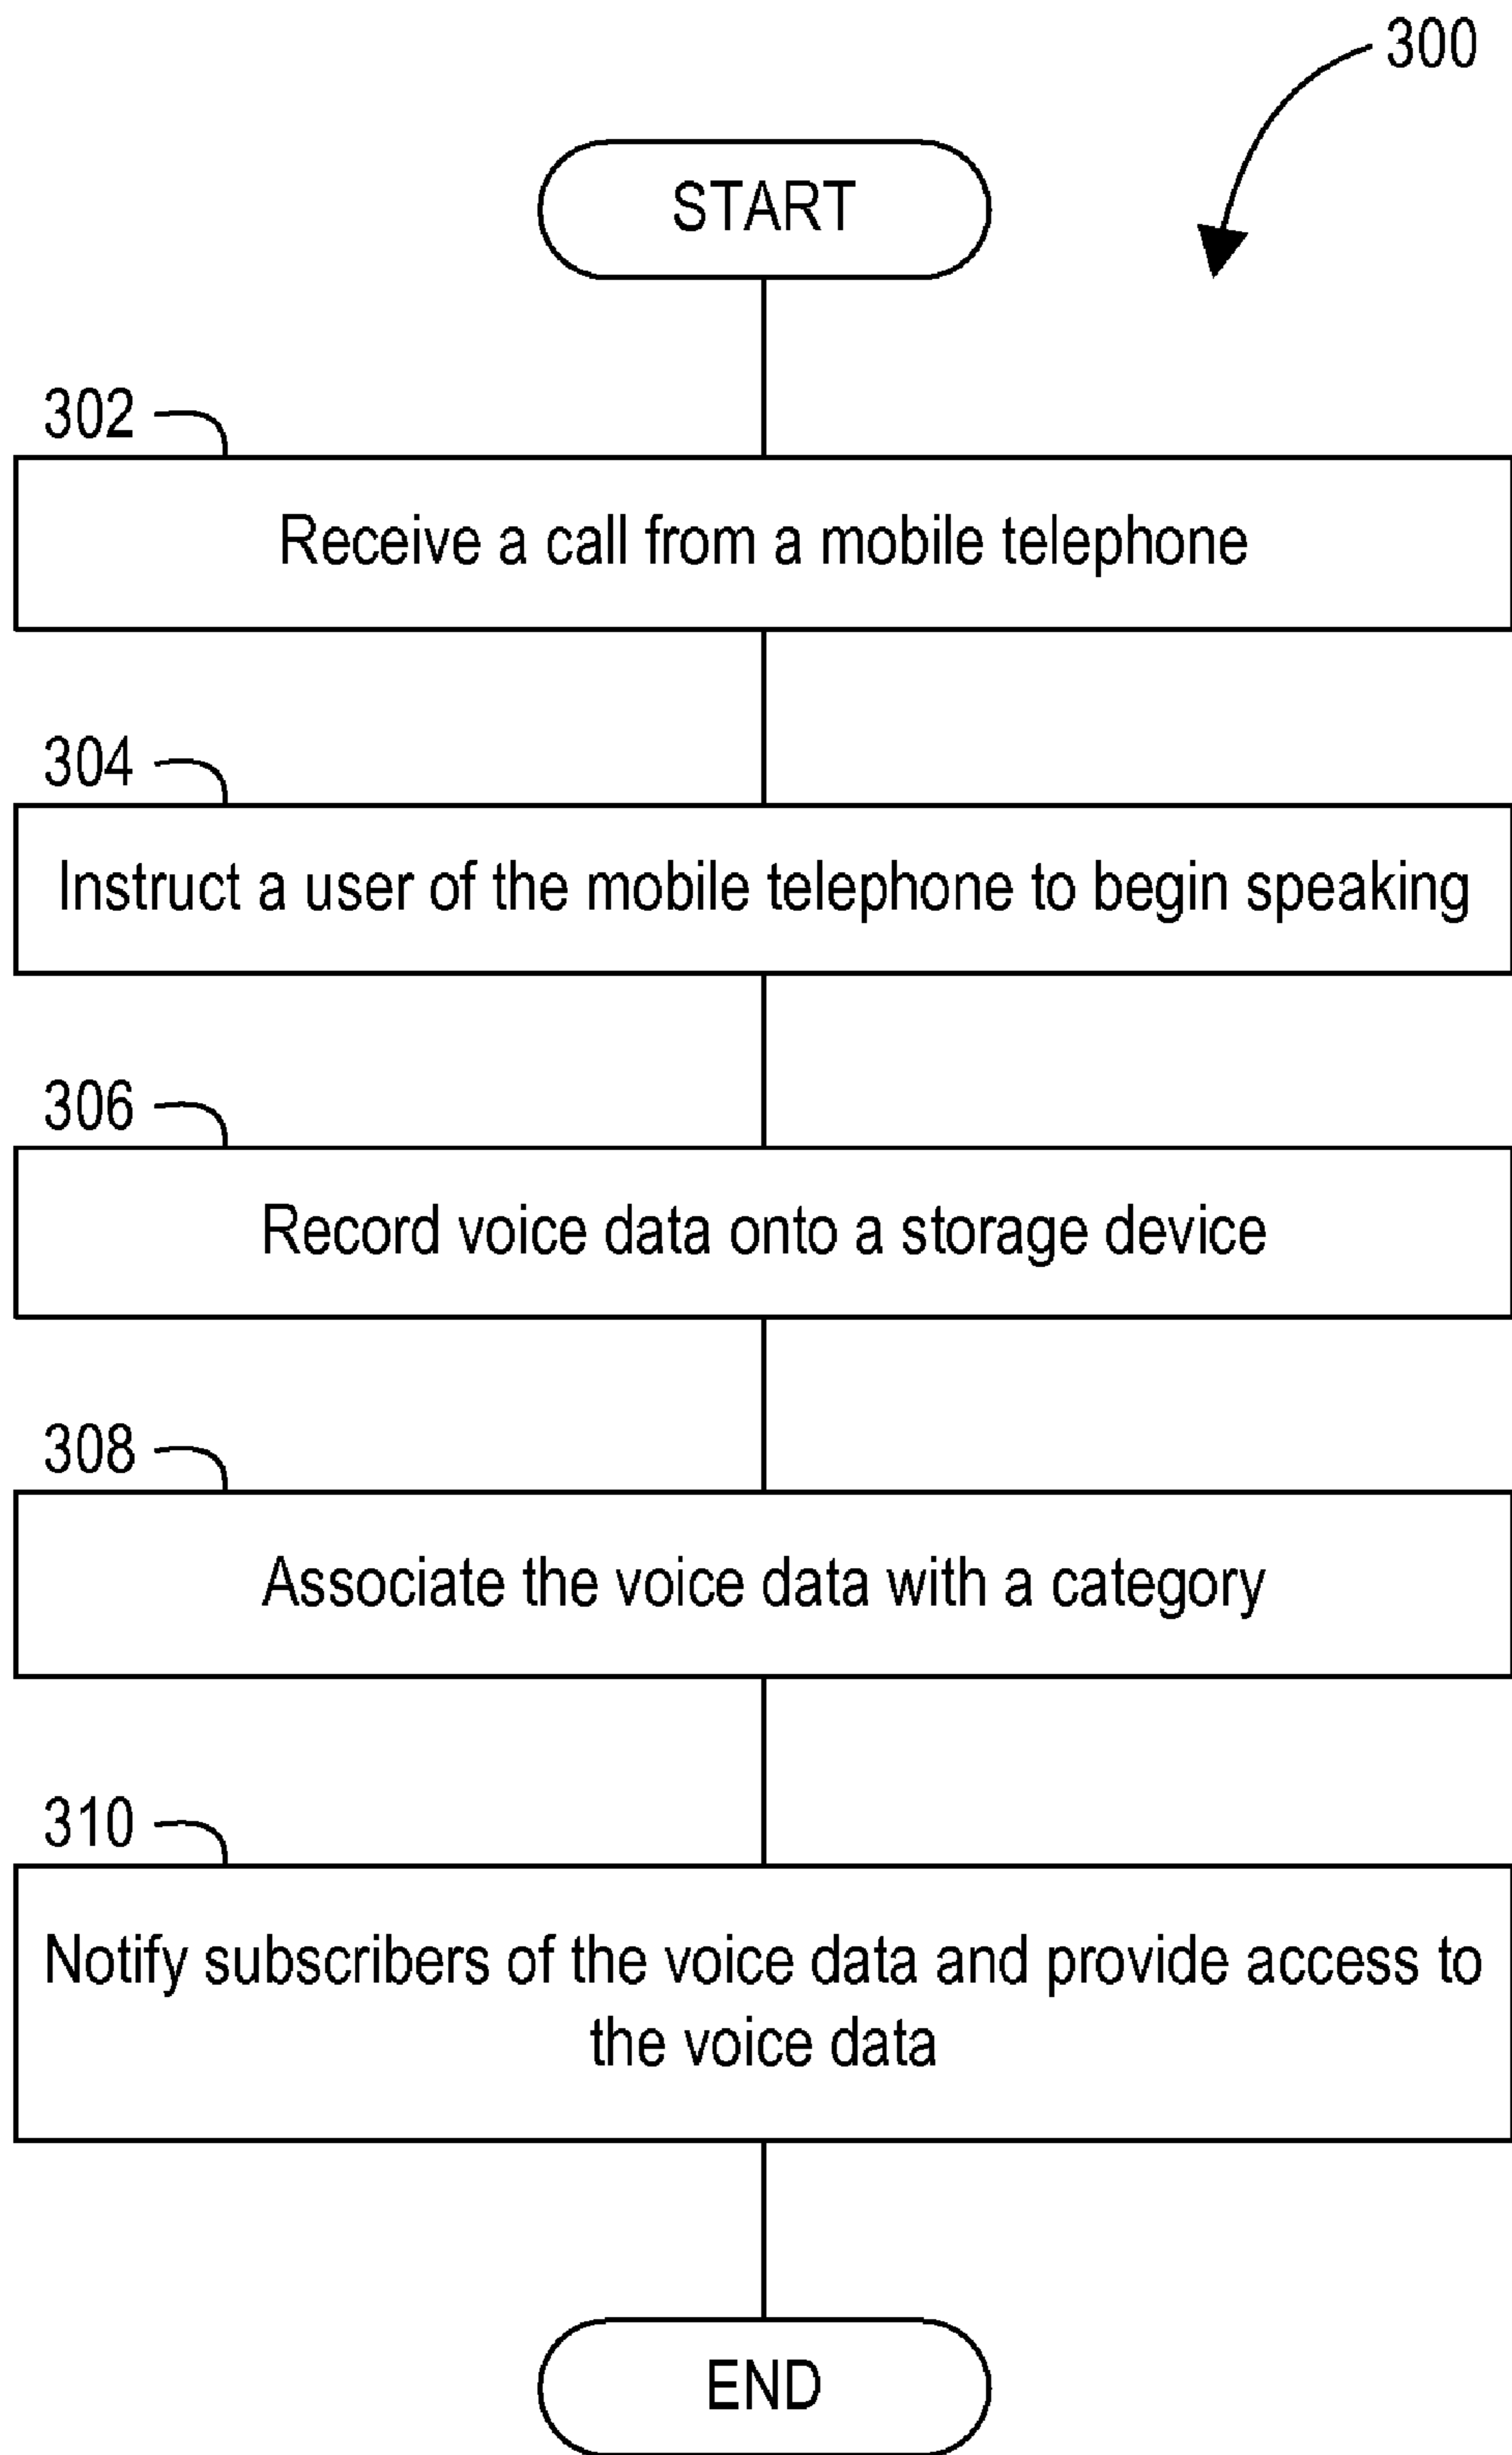 300
START
302
Receive a call from a mobile telephone
304
Instruct a user of the mobile telephone to begin speaking
306
Record voice data onto a storage device
308
Associate the voice data with a category
310
Notify subscribers of the voice data and provide access to
the voice data
END